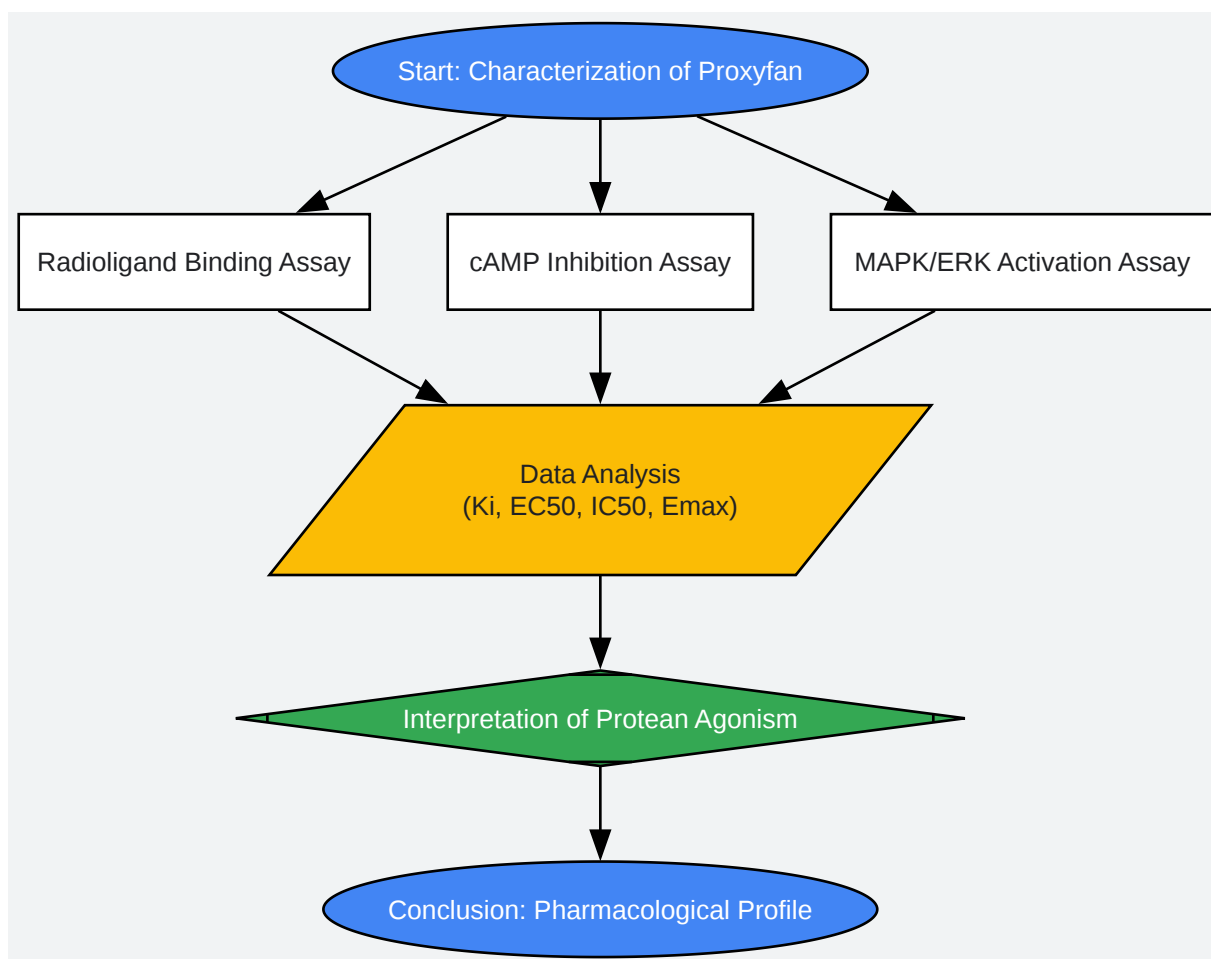 Start: Characterization of Proxyfan
Radioligand Binding Assay
cAMP Inhibition Assay
MAPK/ERK Activation Assay
Data Analysis
(Ki, EC50, IC50, Emax)
Interpretation of Protean Agonism
Conclusion: Pharmacological Profile